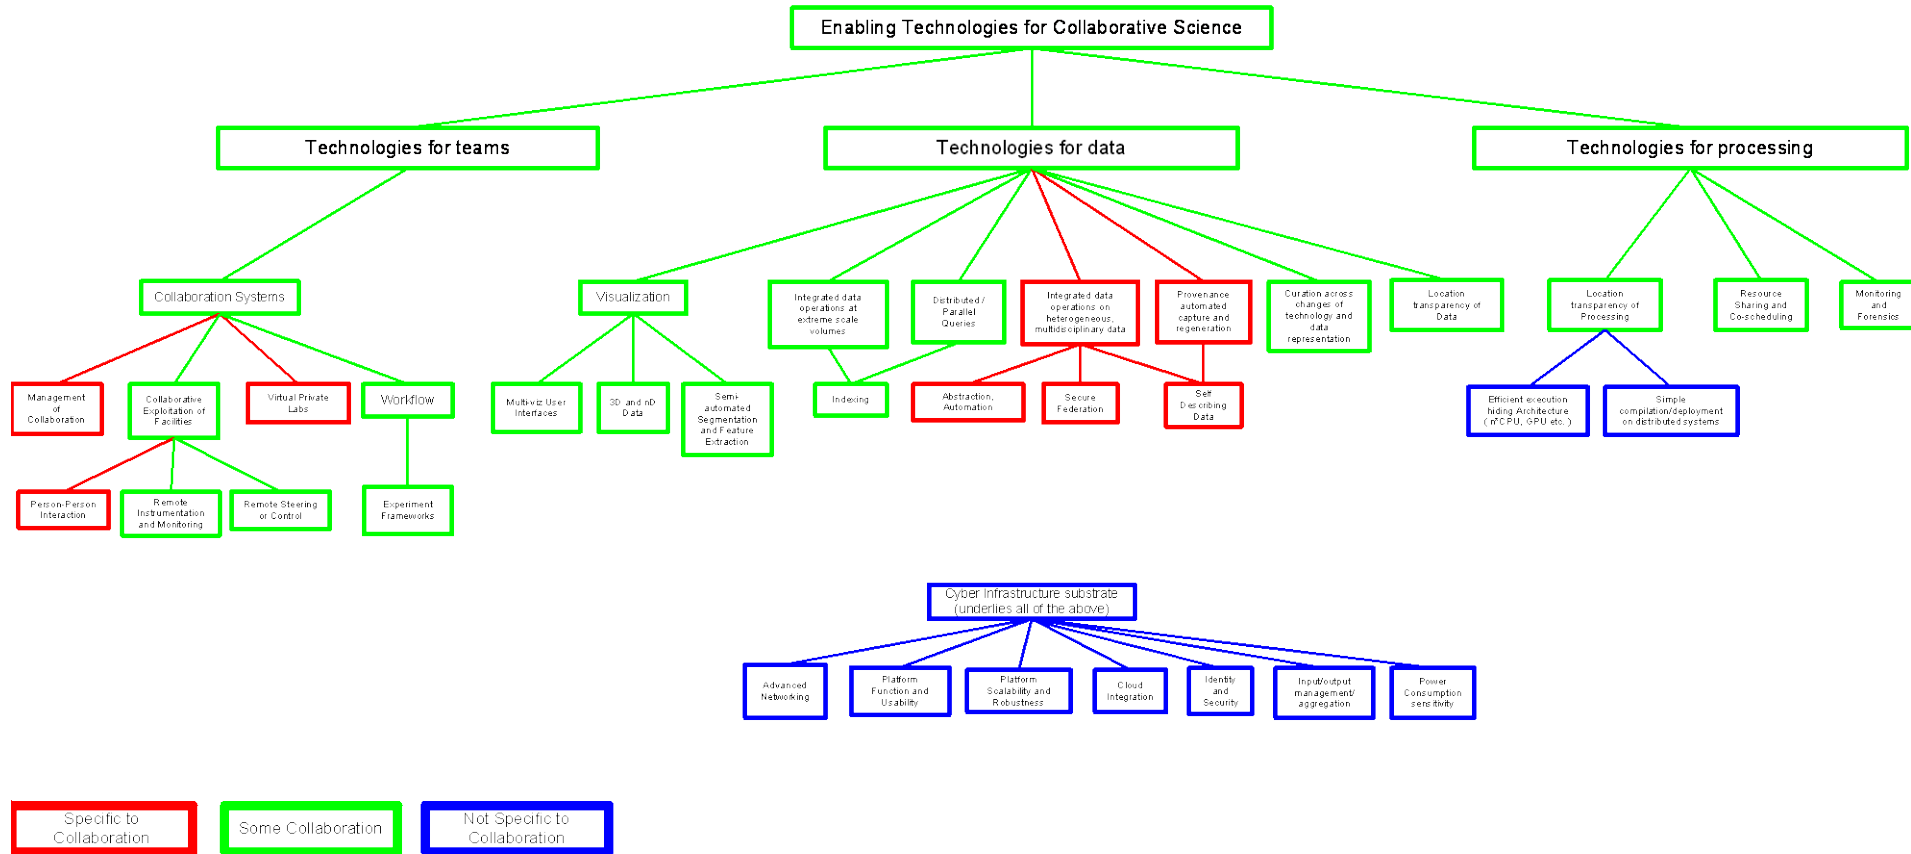 Enabling Technologies for Collaborative Science
Technologies for teams
Technologies for data
Technologies for processing
Collaboration Systems
Visualization
Integrated data
operations at
extreme scale
volumes
Distributed /
Parallel
Queries
Integrated data
operations on
heterogeneous,
multidisciplinary data
Provenance
automated
capture and
regeneration
Curation across
changes of
technology and
data
representation
Location
transparency of
Data
Location
transparency of
Processing
Resource
Sharing and
Co-scheduling
Monitoring
and
Forensics
Management
of
Collaboration
Collaborative
Exploitation of
Facilities
Virtual Private
Labs
Workflow
Multi-viz User
Interfaces
3D and nD
Data
Semi-
automated
Segmentation
and Feature
Extraction
Indexing
Abstraction,
Automation
Secure
Federation
Self
Describing
Data
Efficient execution
hiding Architecture
( n*CPU, GPU etc. )
Simple
compilation/deployment
on distributed systems
Person-Person
Interaction
Remote
Instrumentation
and Monitoring
Remote Steering
or Control
Experiment
Frameworks
Cyber Infrastructure substrate
(underlies all of the above)
Advanced
Networking
Platform
Function and
Usability
Platform
Scalability and
Robustness
Cloud
Integration
Identity
and
Security
Input/output
management/
aggregation
Power
Consumption
sensitivity
Specific to
Collaboration
Some Collaboration
Not Specific to
Collaboration